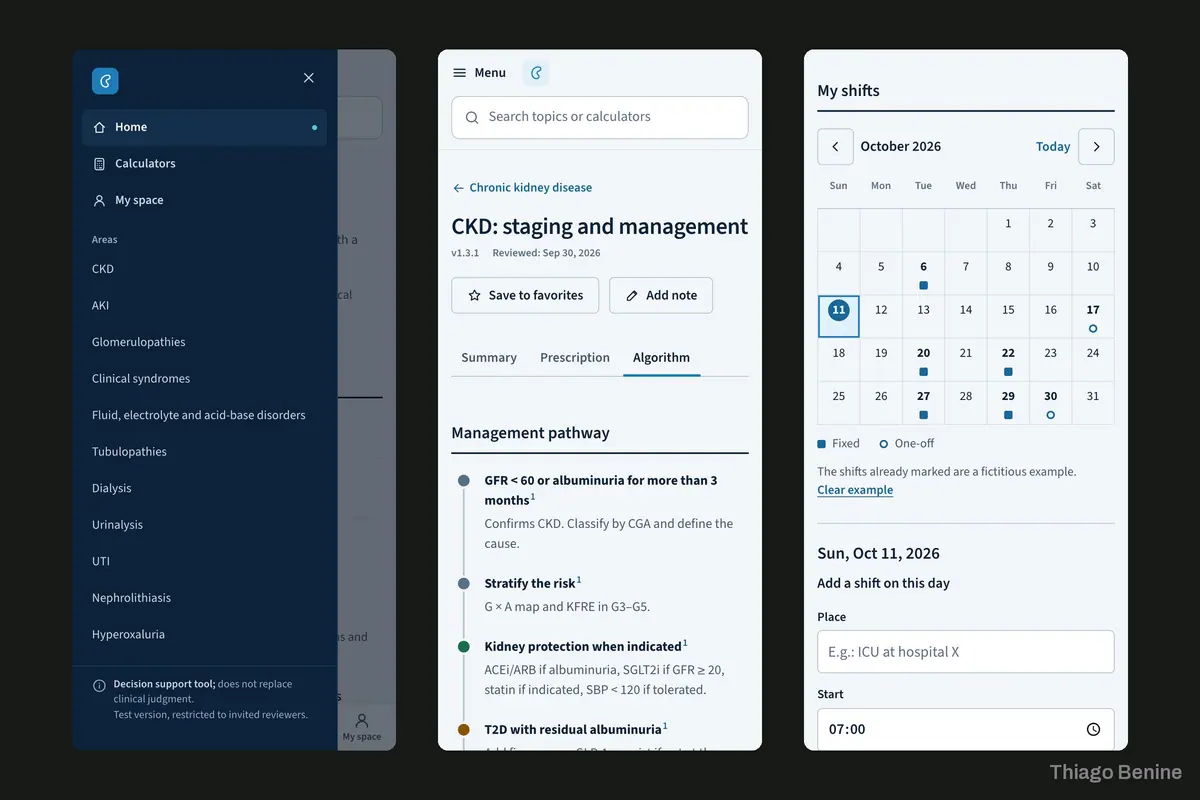 Home
Calculators
My space
Areas
CKD
AKI
Glomerulopathies
Clinical syndromes
Fluid, electrolyte and acid-base disorders
Tubulopathies
Dialysis
Urinalysis
UTI
Nephrolithiasis
Hyperoxaluria
Decision support tool; does not replace
clinical judgment.
Test version, restricted to invited reviewers.
th a
ical
s and
s
My space
Menu
Search topics or calculators
Chronic kidney disease
CKD: staging and management
v1.3.1 Reviewed: Sep 30, 2026
Save to favorites Add note
Summary Prescription Algorithm
Management pathway
GFR < 60 or albuminuria for more than 3
months1
Confirms CKD. Classify by CGA and define the
cause.
Stratify the risk1
G × A map and KFRE in G3–G5.
Kidney protection when indicated1
ACEi/ARB if albuminuria, SGLT2i if GFR ≥ 20,
statin if indicated, SBP < 120 if tolerated.
T2D with residual albuminuria1
My shifts
October 2026 Today
Sun Mon Tue Wed Thu Fri Sat
1 2 3
4 5 6 7 8 9 10
11 12 13 14 15 16 17
18 19 20 21 22 23 24
25 26 27 28 29 30 31
Fixed One-off
The shifts already marked are a fictitious example.
Clear example
Sun, Oct 11, 2026
Add a shift on this day
Place
E.g.: ICU at hospital X
Start
07:00
Thiago Benine